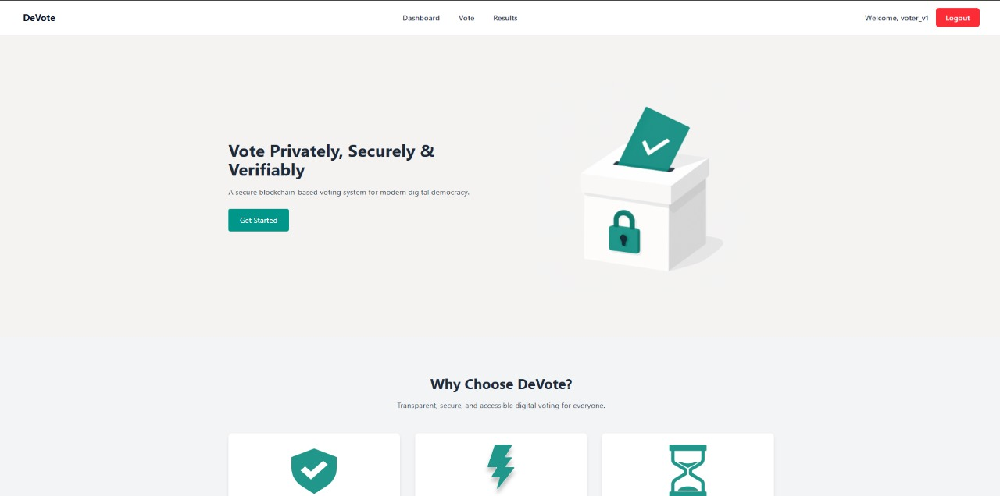 DeVote
Dashboard
Vote
Results
Welcome, voter_v1
Logout
Vote Privately, Securely &
Verifiably
A secure blockchain-based voting system for modern digital democracy.
Get Started
Why Choose DeVote?
Transparent, secure, and accessible digital voting for everyone.